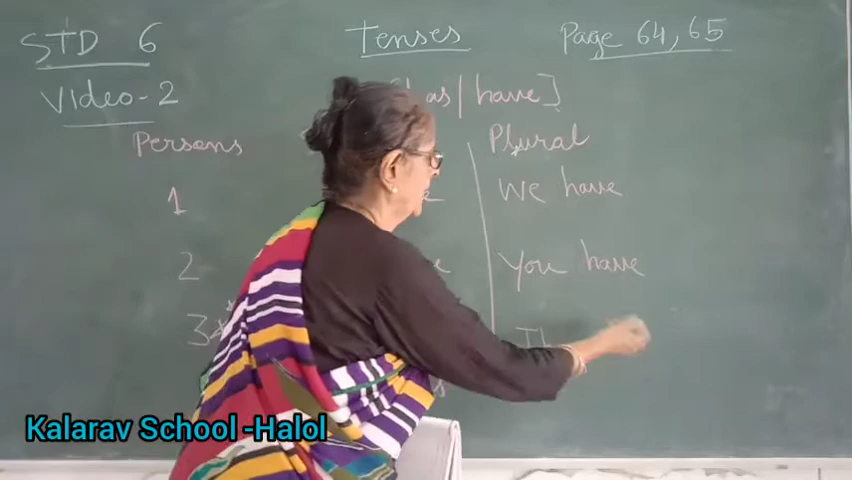 STD 6 Tenses Page 64, 65
Video-2 has/have]
Persons Plural
1 We have
2 You have
3
Kalarav School -Halol